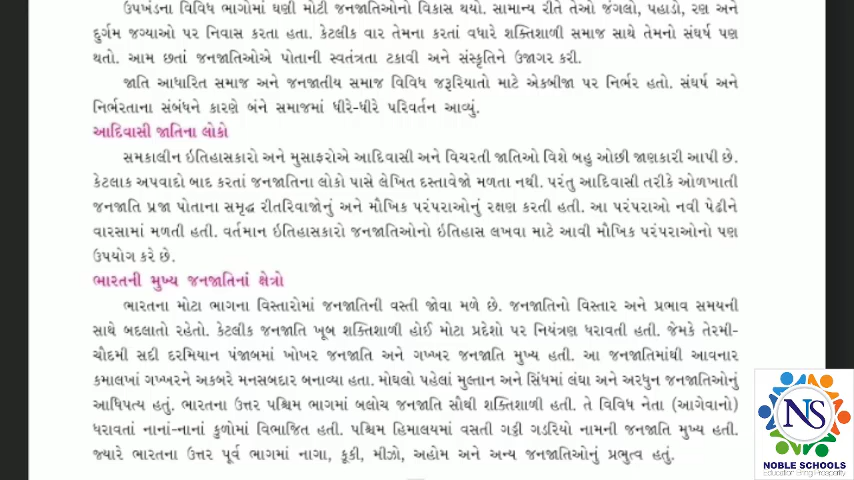 ઉપખંડના વિવિધ ભાગોમાં ઘણી મોટી જનજાતિઓનો વિકાસ થયો. સામાન્ય રીતે તેઓ જંગલો, પહાડો, રણ અને
દુર્ગમ જગ્યાઓ પર નિવાસ કરતા હતા. કેટલીક વાર તેમના કરતાં વધારે શક્તિશાળી સમાજ સાથે તેમનો સંઘર્ષ પણ
થતો. આમ છતાં જનજાતિઓએ પોતાની સ્વતંત્રતા ટકાવી અને સંસ્કૃતિને ઉજાગર કરી.
જાતિ આધારિત સમાજ અને જનજાતીય સમાજ વિવિધ જરૂરિયાતો માટે એકબીજા પર નિર્ભર હતો. સંઘર્ષ અને
નિર્ભરતાના સંબંધને કારણે બંને સમાજમાં ધીરે-ધીરે પરિવર્તન આવ્યું.
આદિવાસી જાતિના લોકો
સમકાલીન ઇતિહાસકારો અને મુસાફરોએ આદિવાસી અને વિચરતી જાતિઓ વિશે બહુ ઓછી જાણકારી આપી છે.
કેટલાક અપવાદો બાદ કરતાં જનજાતિના લોકો પાસે લેખિત દસ્તાવેજો મળતા નથી. પરંતુ આદિવાસી તરીકે ઓળખાતી
જનજાતિ પ્રજા પોતાના સમૃદ્ધ રીતરિવાજોનું અને મૌખિક પરંપરાઓનું રક્ષણ કરતી હતી. આ પરંપરાઓ નવી પેઢીને
વારસામાં મળતી હતી. વર્તમાન ઇતિહાસકારો જનજાતિઓનો ઇતિહાસ લખવા માટે આવી મૌખિક પરંપરાઓનો પણ
ઉપયોગ કરે છે.
ભારતની મુખ્ય જનજાતિનાં ક્ષેત્રો
ભારતના મોટા ભાગના વિસ્તારોમાં જનજાતિની વસ્તી જોવા મળે છે. જનજાતિનો વિસ્તાર અને પ્રભાવ સમયની
સાથે બદલાતો રહેતો. કેટલીક જનજાતિ ખૂબ શક્તિશાળી હોઈ મોટા પ્રદેશો પર નિયંત્રણ ધરાવતી હતી. જેમકે તેરમી-
ચૌદમી સદી દરમિયાન પંજાબમાં ખોખર જનજાતિ અને ગખ્ખર જનજાતિ મુખ્ય હતી. આ જનજાતિમાંથી આવનાર
કમાલખાં ગખ્ખરને અકબરે મનસબદાર બનાવ્યા હતા. મોઘલો પહેલાં મુલ્તાન અને સિંધમાં લંઘા અને અરઘુન જનજાતિઓનું
આધિપત્ય હતું. ભારતના ઉત્તર પશ્ચિમ ભાગમાં બલોચ જનજાતિ સૌથી શક્તિશાળી હતી. તે વિવિધ નેતા (આગેવાનો)
ધરાવતાં નાનાં-નાનાં કુળોમાં વિભાજિત હતી. પશ્ચિમ હિમાલયમાં વસતી ગદ્દી ગડરિયો નામની જનજાતિ મુખ્ય હતી.
જ્યારે ભારતના ઉત્તર પૂર્વ ભાગમાં નાગા, કૂકી, મીઝો, અહોમ અને અન્ય જનજાતિઓનું પ્રભુત્વ હતું.
NS
NOBLE SCHOOLS
Education Bring Prosperity